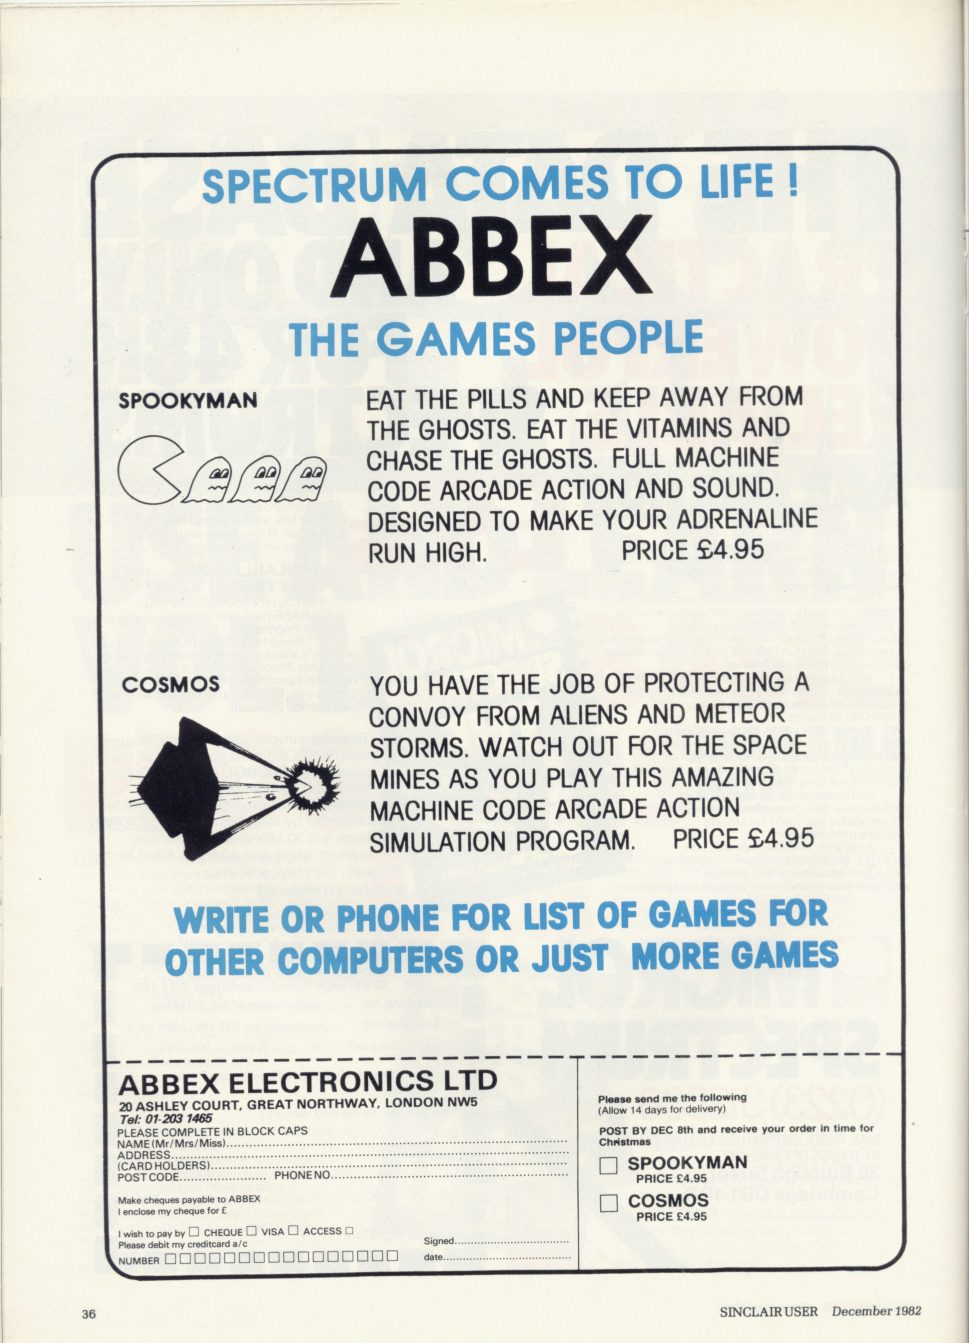 SPECTRUM COMES TO LIFE !
ABBEX
THE GAMES PEOPLE
SPOOKYMAN
EAT THE PILLS AND KEEP AWAY FROM
THE GHOSTS. EAT THE VITAMINS AND
CHASE THE GHOSTS. FULL MACHINE
CODE ARCADE ACTION AND SOUND.
DESIGNED TO MAKE YOUR ADRENALINE
RUN HIGH. PRICE £4.95
COSMOS
YOU HAVE THE JOB OF PROTECTING A
CONVOY FROM ALIENS AND METEOR
STORMS. WATCH OUT FOR THE SPACE
MINES AS YOU PLAY THIS AMAZING
MACHINE CODE ARCADE ACTION
SIMULATION PROGRAM. PRICE £4.95
WRITE OR PHONE FOR LIST OF GAMES FOR
OTHER COMPUTERS OR JUST MORE GAMES
ABBEX ELECTRONICS LTD
20 ASHLEY COURT, GREAT NORTHWAY, LONDON NW5
Tel: 01-203 1465
PLEASE COMPLETE IN BLOCK CAPS
NAME (Mr/Mrs/Miss)
ADDRESS
(CARD HOLDERS)
POST CODE PHONE NO.
Make cheques payable to ABBEX
I enclose my cheque for £
I wish to pay by □ CHEQUE □ VISA □ ACCESS □
Please debit my creditcard a/c
NUMBER □□□□□□□□□□□□□□□□
Signed
date
Please send me the following
(Allow 14 days for delivery)
POST BY DEC 8th and receive your order in time for
Christmas
□ SPOOKYMAN
PRICE £4.95
□ COSMOS
PRICE £4.95
36
SINCLAIR USER December 1982